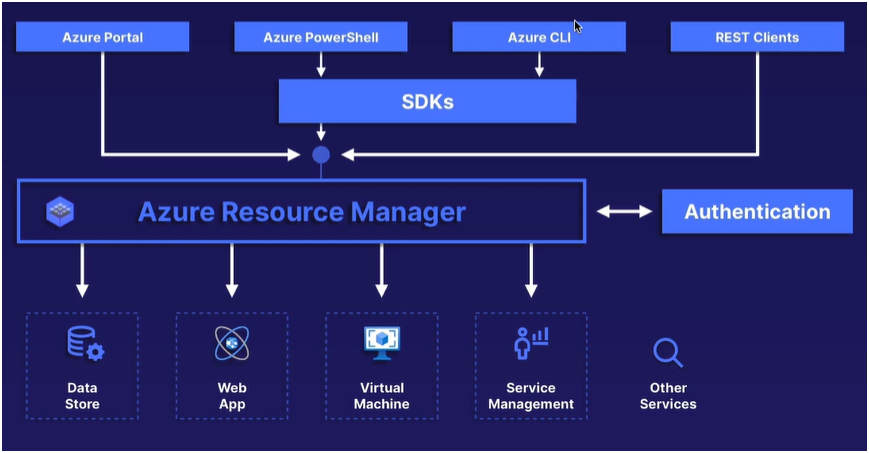 Azure Portal
Azure PowerShell
Azure CLI
REST Clients
SDKs
Azure Resource Manager
Authentication
Data
Store
Web
App
Virtual
Machine
Service
Management
Other
Services